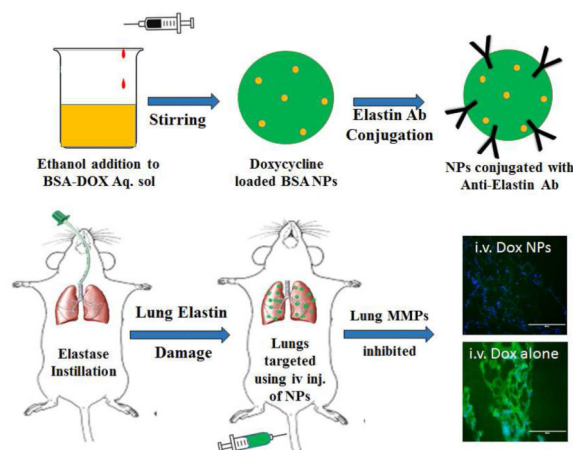 Stirring
Elastin Ab
Conjugation
Ethanol addition to
BSA-DOX Aq. sol
Doxycycline
loaded BSA NPs
NPs conjugated with
Anti-Elastin Ab
Elastase
Instillation
Lung Elastin
Damage
Lungs
targeted
using iv inj.
of NPs
Lung MMPs
inhibited
i.v. Dox NPs
i.v. Dox alone